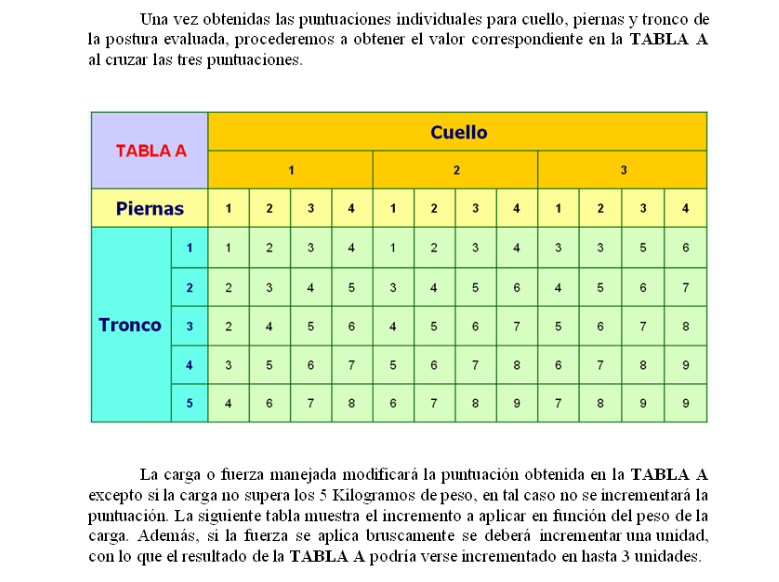 Una vez obtenidas las puntuaciones individuales para cuello, piernas y tronco de
la postura evaluada, procederemos a obtener el valor correspondiente en la TABLA A
al cruzar las tres puntuaciones.
TABLA A
Cuello
1 2 3
Piernas 1 2 3 4 1 2 3 4 1 2 3 4
1 1 2 3 4 1 2 3 4 3 3 5 6
2 2 3 4 5 3 4 5 6 4 5 6 7
Tronco 3 2 4 5 6 4 5 6 7 5 6 7 8
4 3 5 6 7 5 6 7 8 6 7 8 9
5 4 6 7 8 6 7 8 9 7 8 9 9
La carga o fuerza manejada modificará la puntuación obtenida en la TABLA A
excepto si la carga no supera los 5 Kilogramos de peso, en tal caso no se incrementará la
puntuación. La siguiente tabla muestra el incremento a aplicar en función del peso de la
carga. Además, si la fuerza se aplica bruscamente se deberá incrementar una unidad,
con lo que el resultado de la TABLA A podría verse incrementado en hasta 3 unidades.